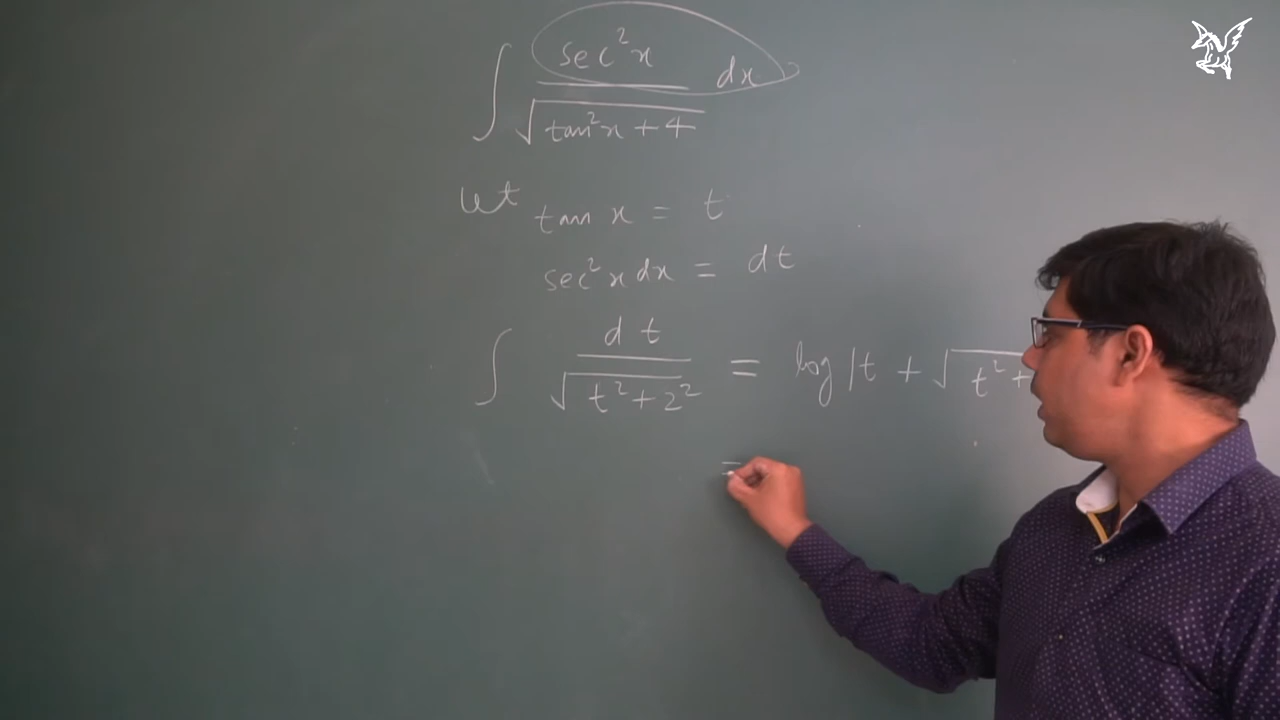 ∫ sec²x / √(tan²x + 4) dx
let tan x = t
sec²x dx = dt
∫ dt / √(t² + 2²) = log |t + √(t² +
=